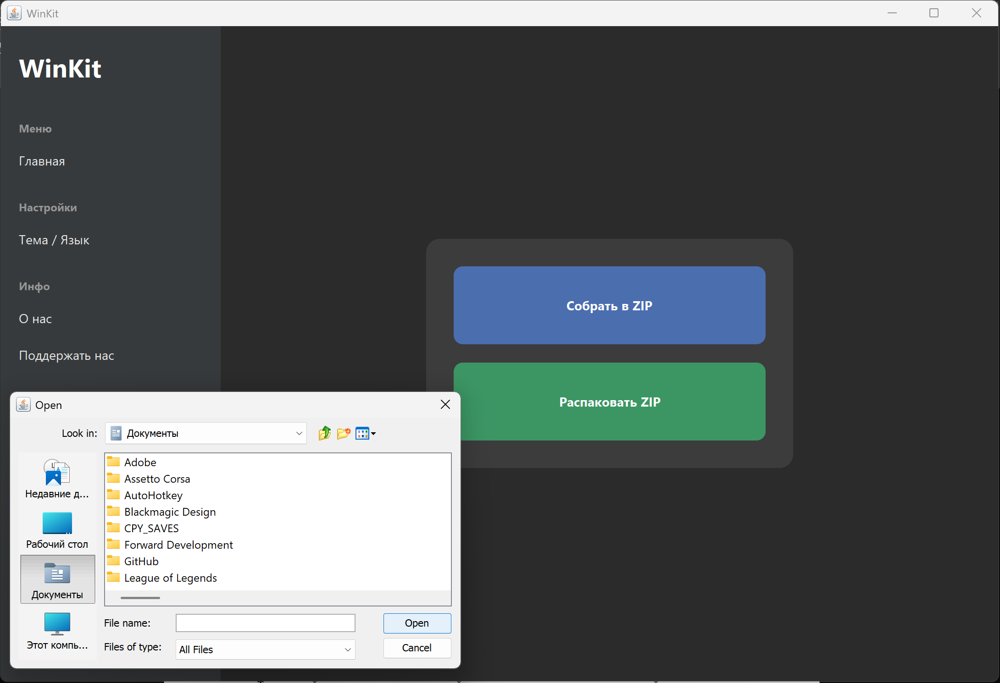 WinKit
WinKit
Меню
Главная
Настройки
Тема / Язык
Инфо
О нас
Поддержать нас
Собрать в ZIP
Распаковать ZIP
Open
Look in:
Документы
Недавние д...
Рабочий стол
Документы
Этот компь...
Adobe
Assetto Corsa
AutoHotkey
Blackmagic Design
CPY_SAVES
Forward Development
GitHub
League of Legends
File name:
Open
Files of type:
All Files
Cancel